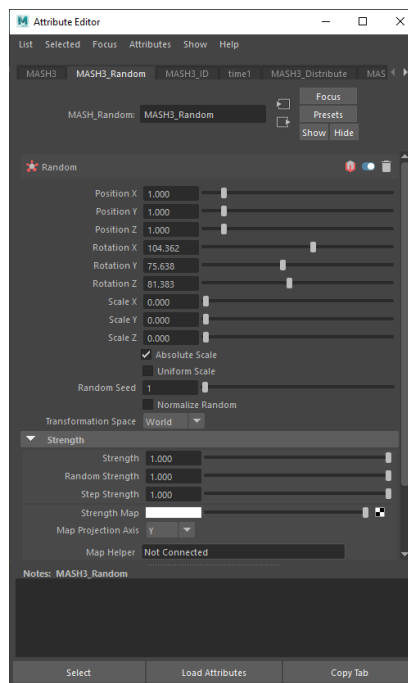 Attribute Editor
List Selected Focus Attributes Show Help
MASH3 MASH3_Random MASH3_ID time1 MASH3_Distribute MAS
Focus
MASH_Random: MASH3_Random Presets
Show Hide
Random
Position X 1.000
Position Y 1.000
Position Z 1.000
Rotation X 104.362
Rotation Y 75.638
Rotation Z 81.383
Scale X 0.000
Scale Y 0.000
Scale Z 0.000
Absolute Scale
Uniform Scale
Random Seed 1
Normalize Random
Transformation Space World
Strength
Strength 1.000
Random Strength 1.000
Step Strength 1.000
Strength Map
Map Projection Axis Y
Map Helper Not Connected
Notes: MASH3_Random
Select Load Attributes Copy Tab